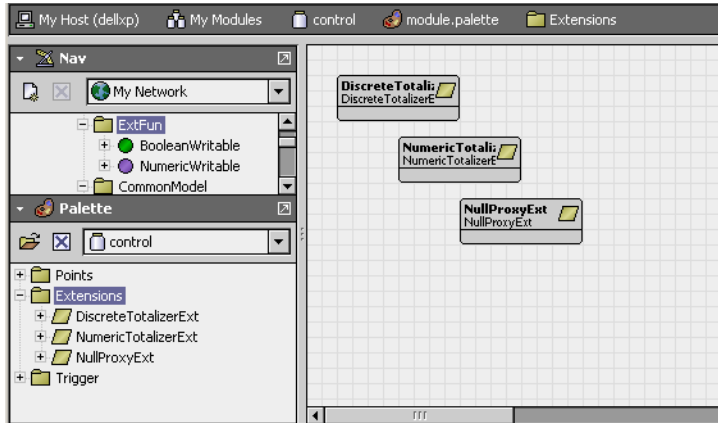 My Host (dellxp) My Modules control module.palette Extensions
Nav
My Network
ExtFun
BooleanWritable
NumericWritable
CommonModel
Palette
control
Points
Extensions
DiscreteTotalizerExt
NumericTotalizerExt
NullProxyExt
Trigger
DiscreteTotali:
DiscreteTotalizerE
NumericTotali:
NumericTotalizerE
NullProxyExt
NullProxyExt